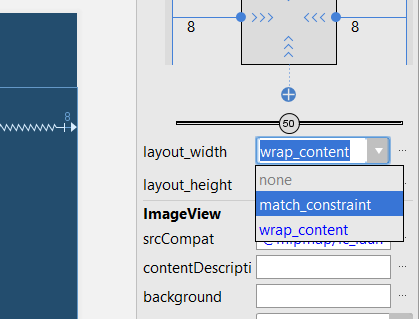 8
8
8
50
layout_width wrap_content
layout_height
none
match_constraint
wrap_content
ImageView
srcCompat
contentDescripti
background